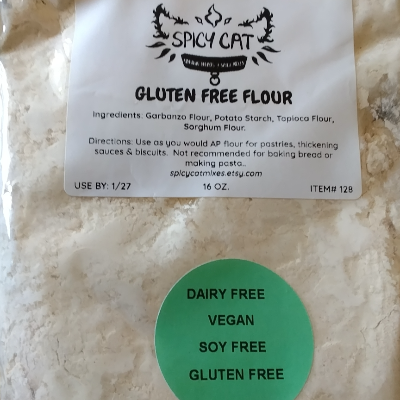 SPICY CAT
GLUTEN FREE FLOUR
Ingredients: Garbanzo Flour, Potato Starch, Tapioca Flour,
Sorghum Flour.
Directions: Use as you would AP flour for pastries, thickening
sauces & biscuits. Not recommended for baking bread or
making pasta..
spicycatmixes.etsy.com
USE BY: 1/27 16 OZ. ITEM# 128
DAIRY FREE
VEGAN
SOY FREE
GLUTEN FREE